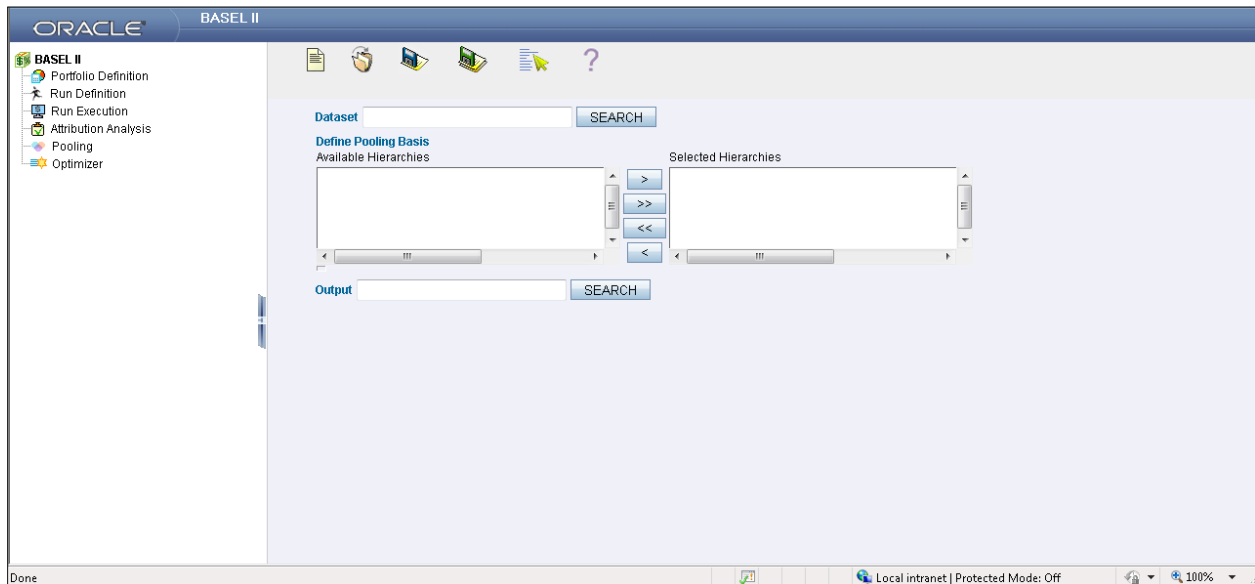 ORACLE
BASEL II
BASEL II
Portfolio Definition
Run Definition
Run Execution
Attribution Analysis
Pooling
Optimizer
?
Dataset
SEARCH
Define Pooling Basis
Available Hierarchies
Selected Hierarchies
>
>>
<<
<
Output
SEARCH
Done
Local intranet | Protected Mode: Off
100%